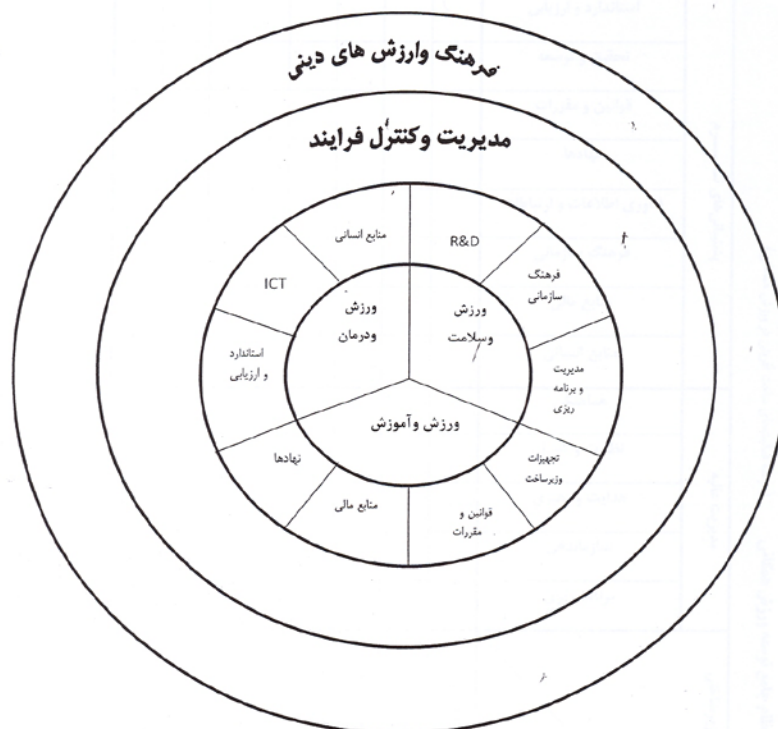 فرهنگ وارزش های دینی
مدیریت وکنترل فرایند
منابع انسانی
R&D
ICT
فرهنگ
سازمانی
ورزش
ودرمان
ورزش
وسلامت
استاندارد
و ارزیابی
مدیریت
و برنامه
ریزی
ورزش وآموزش
نهادها
تجهیزات
وزیرساخت
منابع مالی
قوانین و
مقررات